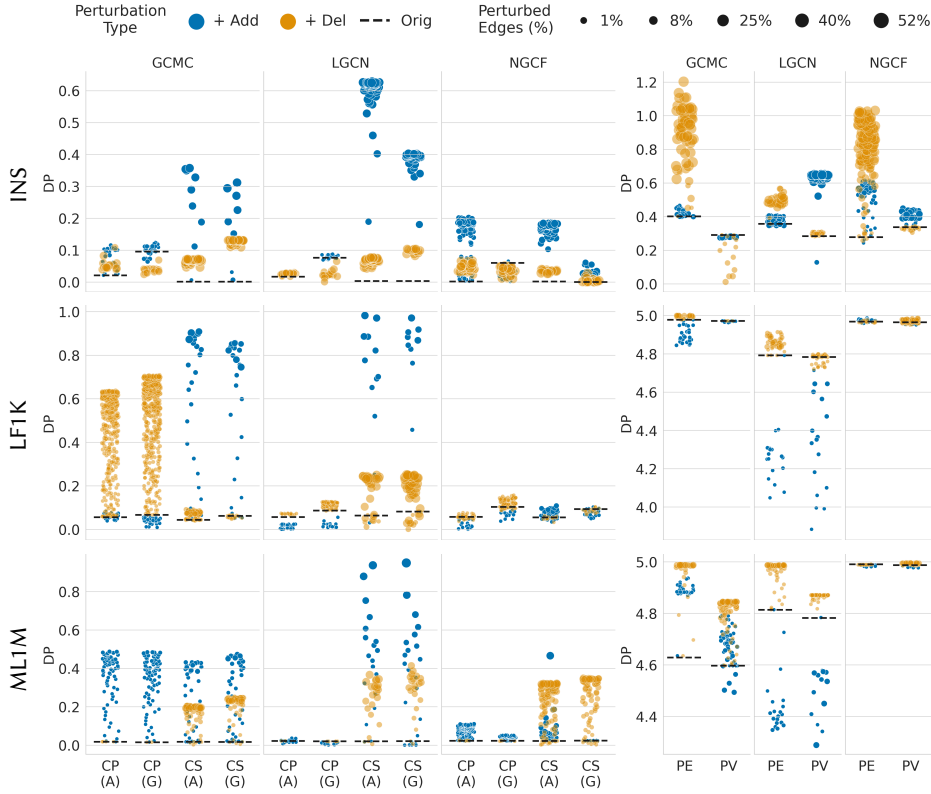 Perturbation Type + Add + Del Orig Perturbed Edges (%) 1% 8% 25% 40% 52%
GCMC LGCN NGCF GCMC LGCN NGCF
INS
DP
0.6
0.5
0.4
0.3
0.2
0.1
0.0
DP
1.2
1.0
0.8
0.6
0.4
0.2
0.0
LF1K
DP
1.0
0.8
0.6
0.4
0.2
0.0
DP
5.0
4.8
4.6
4.4
4.2
4.0
ML1M
DP
0.8
0.6
0.4
0.2
0.0
DP
5.0
4.8
4.6
4.4
CP (A) CP (G) CS (A) CS (G) CP (A) CP (G) CS (A) CS (G) CP (A) CP (G) CS (A) CS (G)
PE PV PE PV PE PV